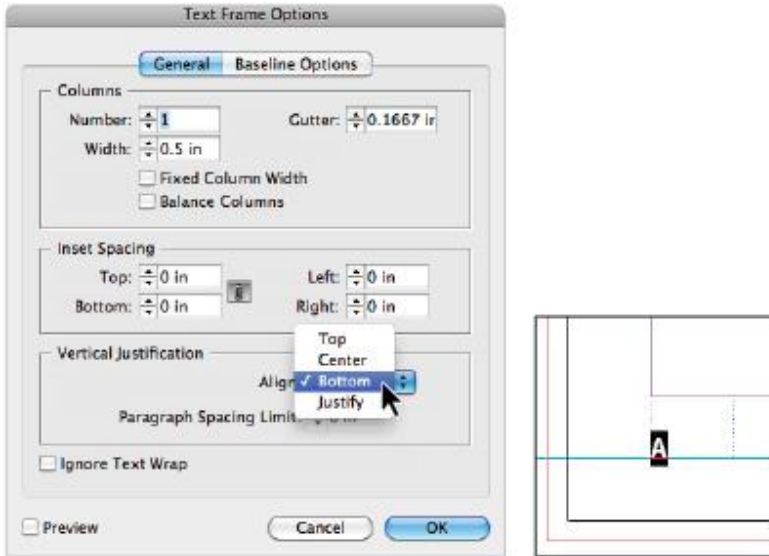 Text Frame Options
General Baseline Options
Columns
Number: 1 Gutter: 0.1667 in
Width: 0.5 in
Fixed Column Width
Balance Columns
Inset Spacing
Top: 0 in Left: 0 in
Bottom: 0 in Right: 0 in
Vertical Justification
Top
Center
Align ✓ Bottom
Justify
Paragraph Spacing Limit:
Ignore Text Wrap
Preview Cancel OK
A